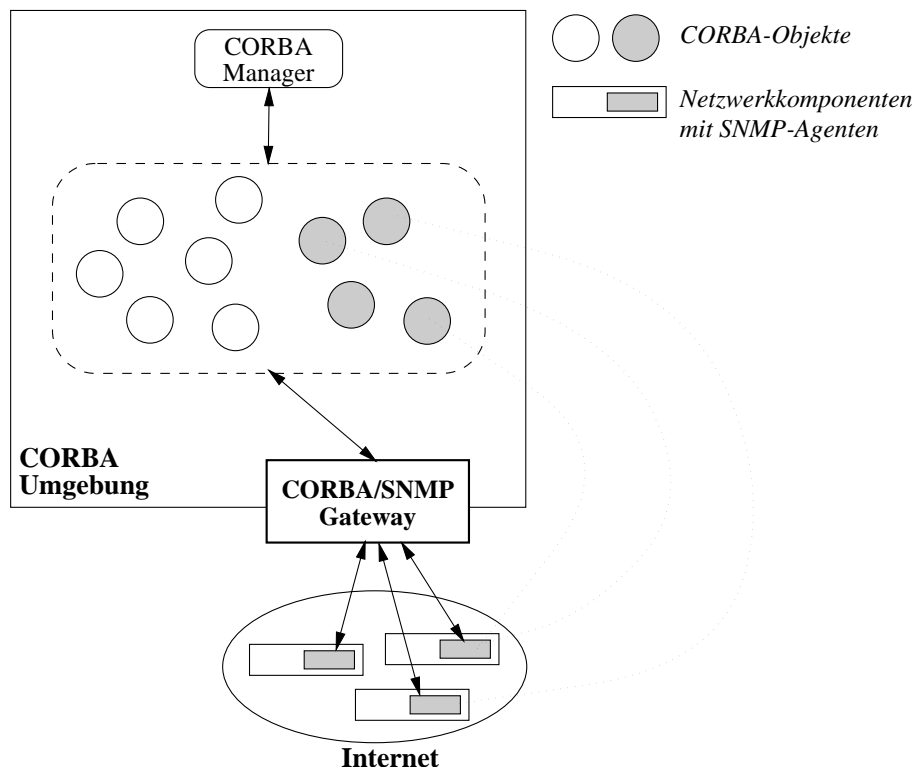 CORBA
Manager
CORBA-Objekte
Netzwerkkomponenten
mit SNMP-Agenten
CORBA
Umgebung
CORBA/SNMP
Gateway
Internet